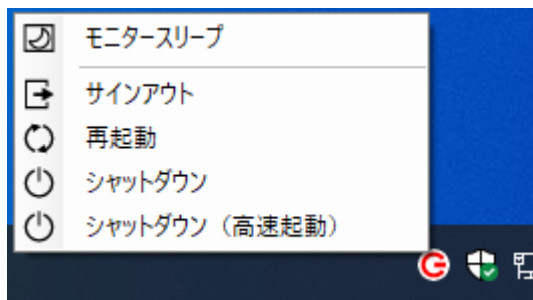 モニタースリープ
サインアウト
再起動
シャットダウン
シャットダウン（高速起動）